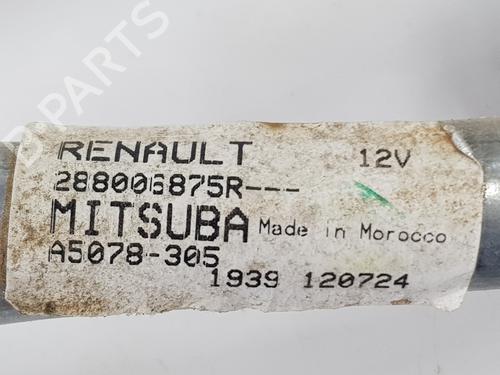 RENAULT 12V
288006875R---
MITSUBA Made in Morocco
A5078-305
1939 120724